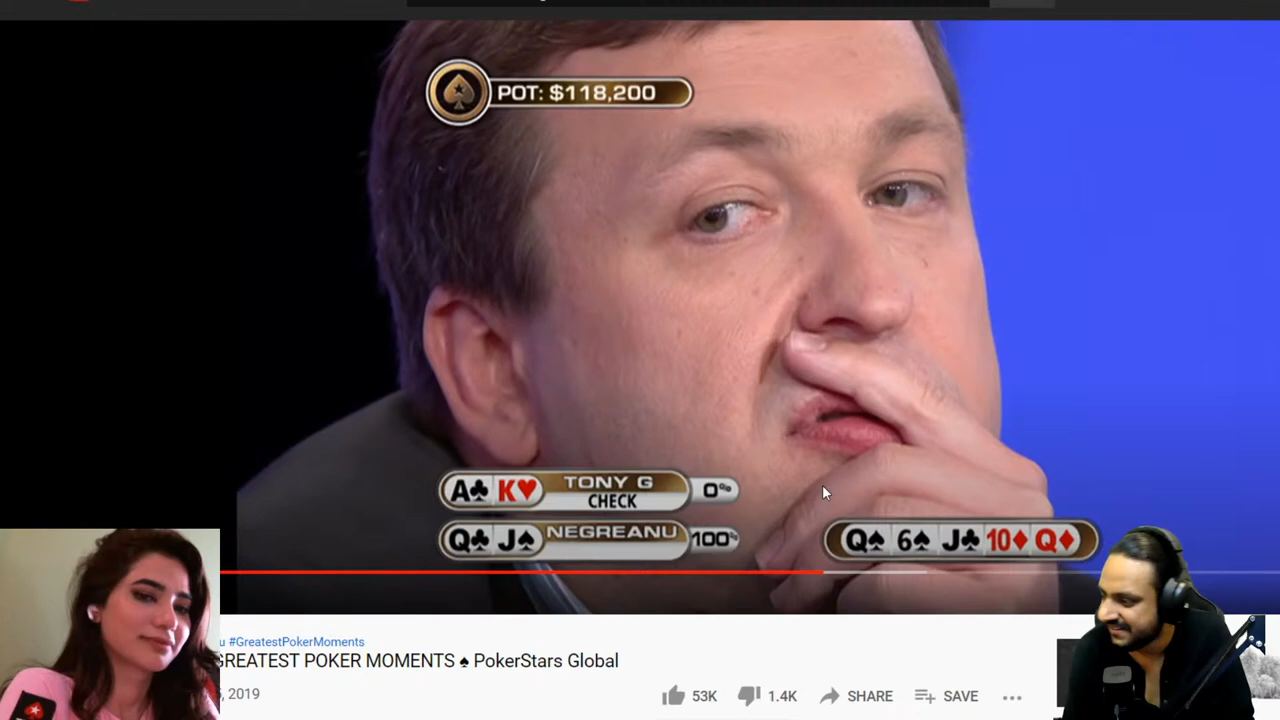 POT: $118,200
A♣ K♥ TONY G 0%
CHECK
Q♣ J♠ NEGREANU 100%
Q♠ 6♠ J♣ 10♦ Q♦
u #GreatestPokerMoments
GREATEST POKER MOMENTS ♠ PokerStars Global
, 2019
53K 1.4K SHARE SAVE ...